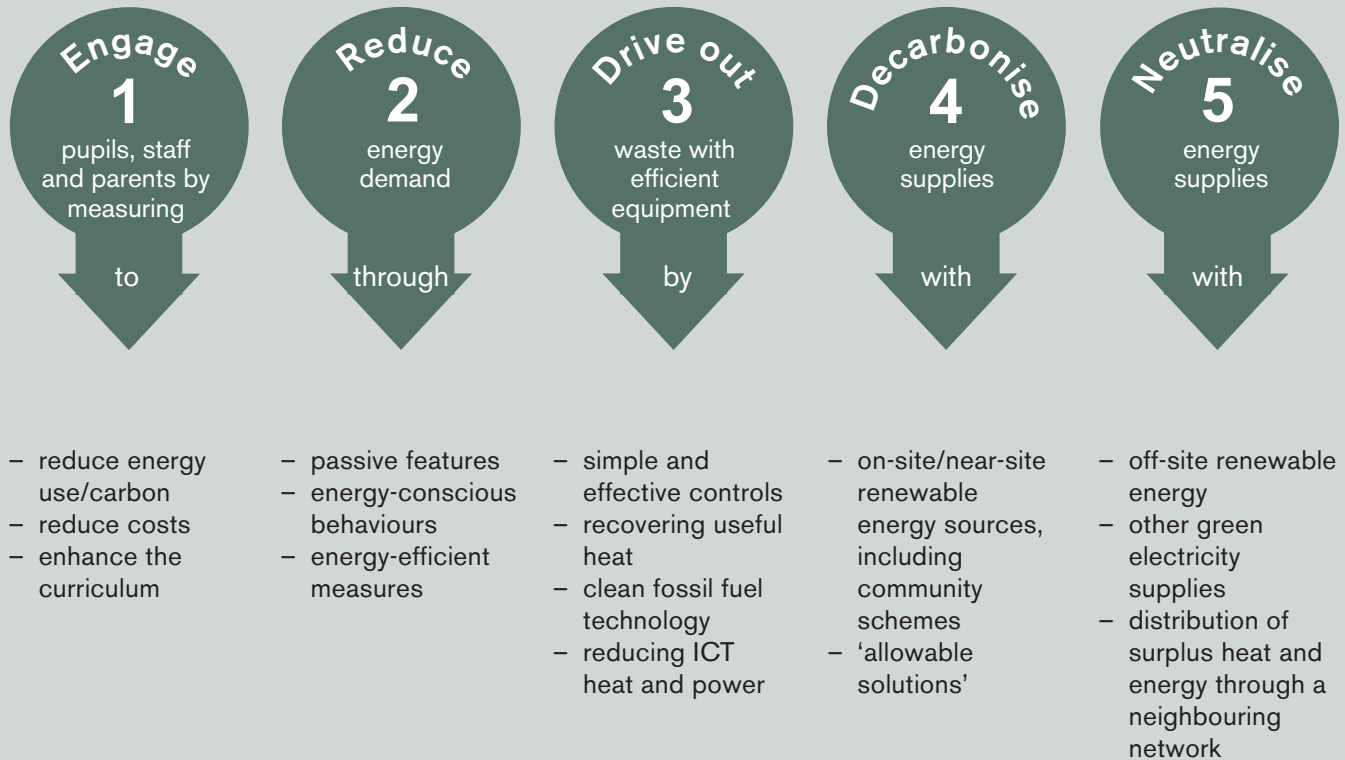 Engage
1
pupils, staff
and parents by
measuring
to
– reduce energy
use/carbon
– reduce costs
– enhance the
curriculum
Reduce
2
energy
demand
through
– passive features
– energy-conscious
behaviours
– energy-efficient
measures
Drive out
3
waste with
efficient
equipment
by
– simple and
effective controls
– recovering useful
heat
– clean fossil fuel
technology
– reducing ICT
heat and power
Decarbonise
4
energy
supplies
with
– on-site/near-site
renewable
energy sources,
including
community
schemes
– ‘allowable
solutions’
Neutralise
5
energy
supplies
with
– off-site renewable
energy
– other green
electricity
supplies
– distribution of
surplus heat and
energy through a
neighbouring
network